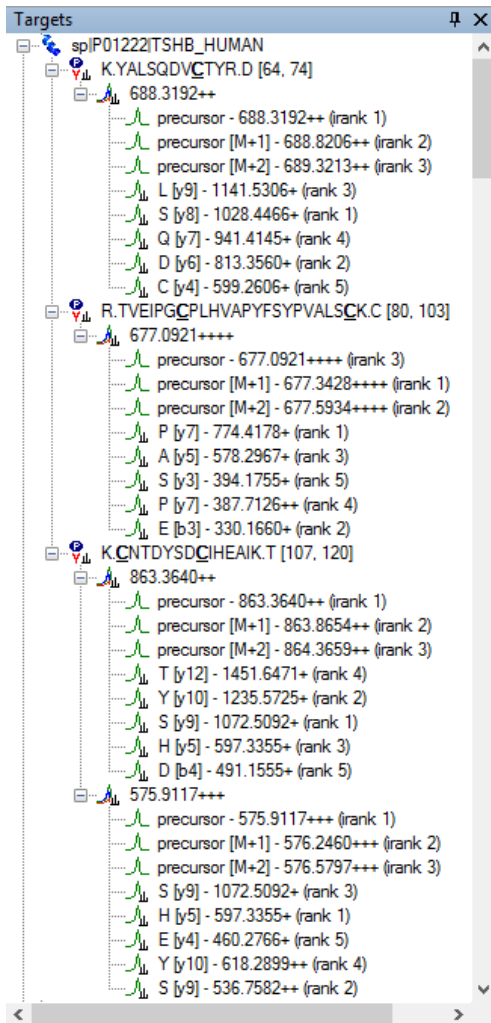 Targets
sp|P01222|TSHB_HUMAN
K.YALSQDVCTYR.D [64, 74]
688.3192++
precursor - 688.3192++ (irank 1)
precursor [M+1] - 688.8206++ (irank 2)
precursor [M+2] - 689.3213++ (irank 3)
L [y9] - 1141.5306+ (rank 3)
S [y8] - 1028.4466+ (rank 1)
Q [y7] - 941.4145+ (rank 4)
D [y6] - 813.3560+ (rank 2)
C [y4] - 599.2606+ (rank 5)
R.TVEIPGCPLHVAPYFSYPVALSCK.C [80, 103]
677.0921++++
precursor - 677.0921++++ (irank 3)
precursor [M+1] - 677.3428++++ (irank 1)
precursor [M+2] - 677.5934++++ (irank 2)
P [y7] - 774.4178+ (rank 1)
A [y5] - 578.2967+ (rank 3)
S [y3] - 394.1755+ (rank 5)
P [y7] - 387.7126++ (rank 4)
E [b3] - 330.1660+ (rank 2)
K.CNTDYSDCIHEAIK.T [107, 120]
863.3640++
precursor - 863.3640++ (irank 1)
precursor [M+1] - 863.8654++ (irank 2)
precursor [M+2] - 864.3659++ (irank 3)
T [y12] - 1451.6471+ (rank 4)
Y [y10] - 1235.5725+ (rank 2)
S [y9] - 1072.5092+ (rank 1)
H [y5] - 597.3355+ (rank 3)
D [b4] - 491.1555+ (rank 5)
575.9117+++
precursor - 575.9117+++ (irank 1)
precursor [M+1] - 576.2460+++ (irank 2)
precursor [M+2] - 576.5797+++ (irank 3)
S [y9] - 1072.5092+ (rank 3)
H [y5] - 597.3355+ (rank 1)
E [y4] - 460.2766+ (rank 5)
Y [y10] - 618.2899++ (rank 4)
S [y9] - 536.7582++ (rank 2)